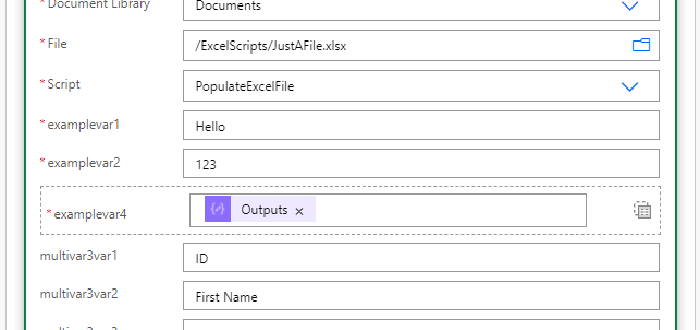 * Document Library Documents
* File /ExcelScripts/JustAFile.xlsx
* Script PopulateExcelFile
* examplevar1 Hello
* examplevar2 123
* examplevar4 Outputs ×
multivar3var1 ID
multivar3var2 First Name